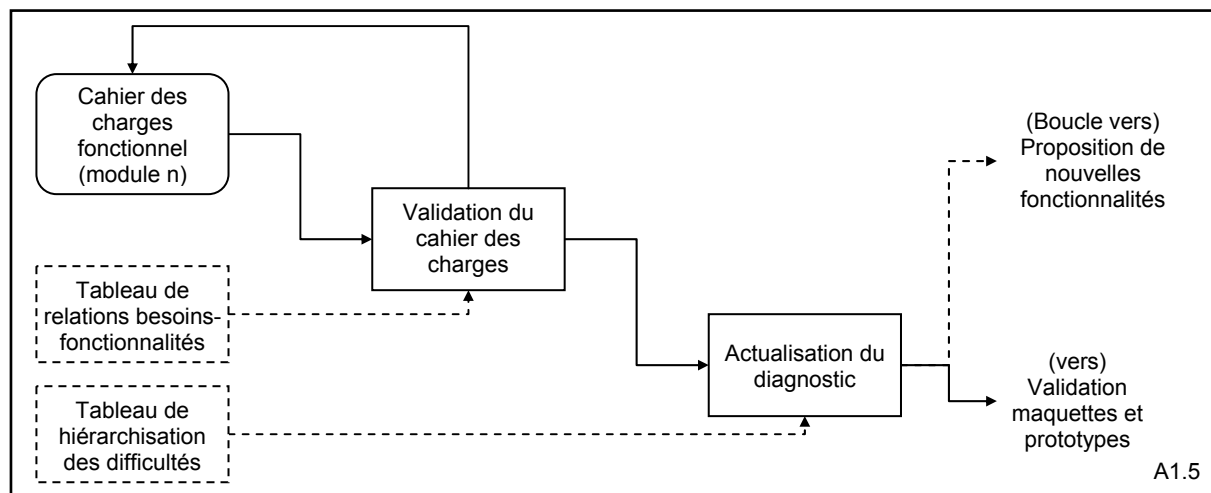 Cahier des
charges
fonctionnel
(module n)
(Boucle vers)
Proposition de
nouvelles
fonctionnalités
Validation du
cahier des
charges
Tableau de
relations besoins-
fonctionnalités
Actualisation du
diagnostic
(vers)
Validation
maquettes et
prototypes
Tableau de
hiérarchisation
des difficultés
A1.5